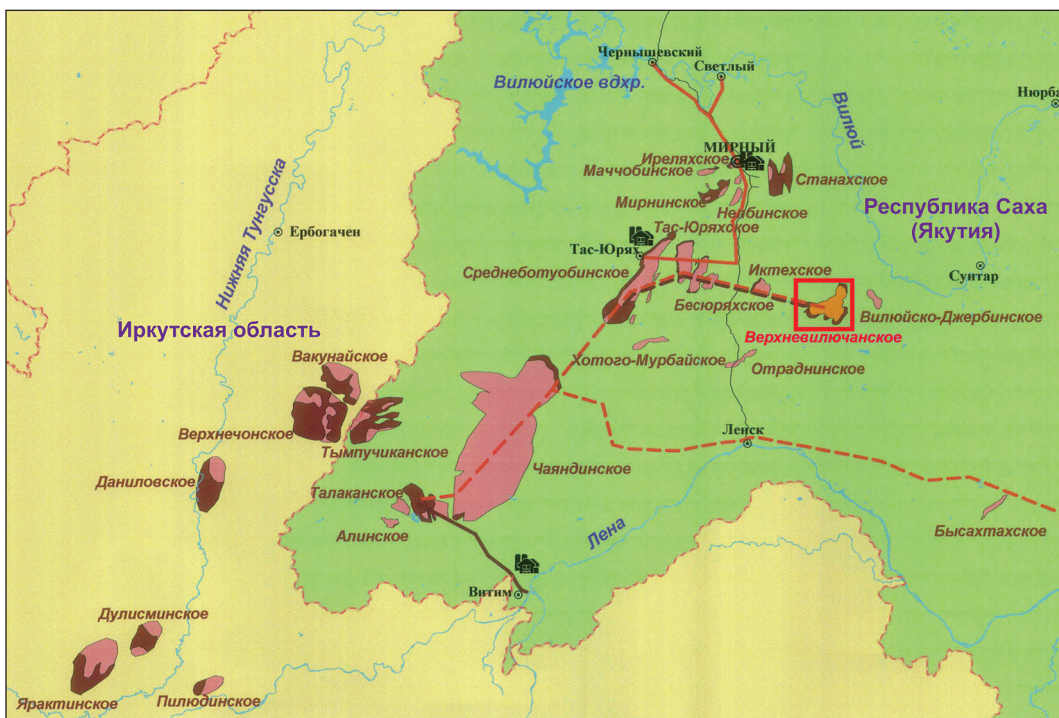 Чернышевский
Светлый
Вилюйское вдхр.
Нюрба
Вилюй
МИРНЫЙ
Иреляхское
Маччобинское
Станахское
Мирнинское
Нелбинское
Республика Саха
(Якутия)
Нижняя Тунгусска
Ербогачен
Тас-Юряхское
Тас-Юрях
Среднеботуобинское
Иктехское
Сунтар
Бесюряхское
Вилюйско-Джербинское
Иркутская область
Верхневилючанское
Вакунайское
Хотого-Мурбайское
Отраднинское
Верхнечонское
Тымпучиканское
Ленск
Даниловское
Чаяндинское
Талаканское
Алинское
Лена
Бысахтахское
Витим
Дулисминское
Ярактинское
Пилюдинское